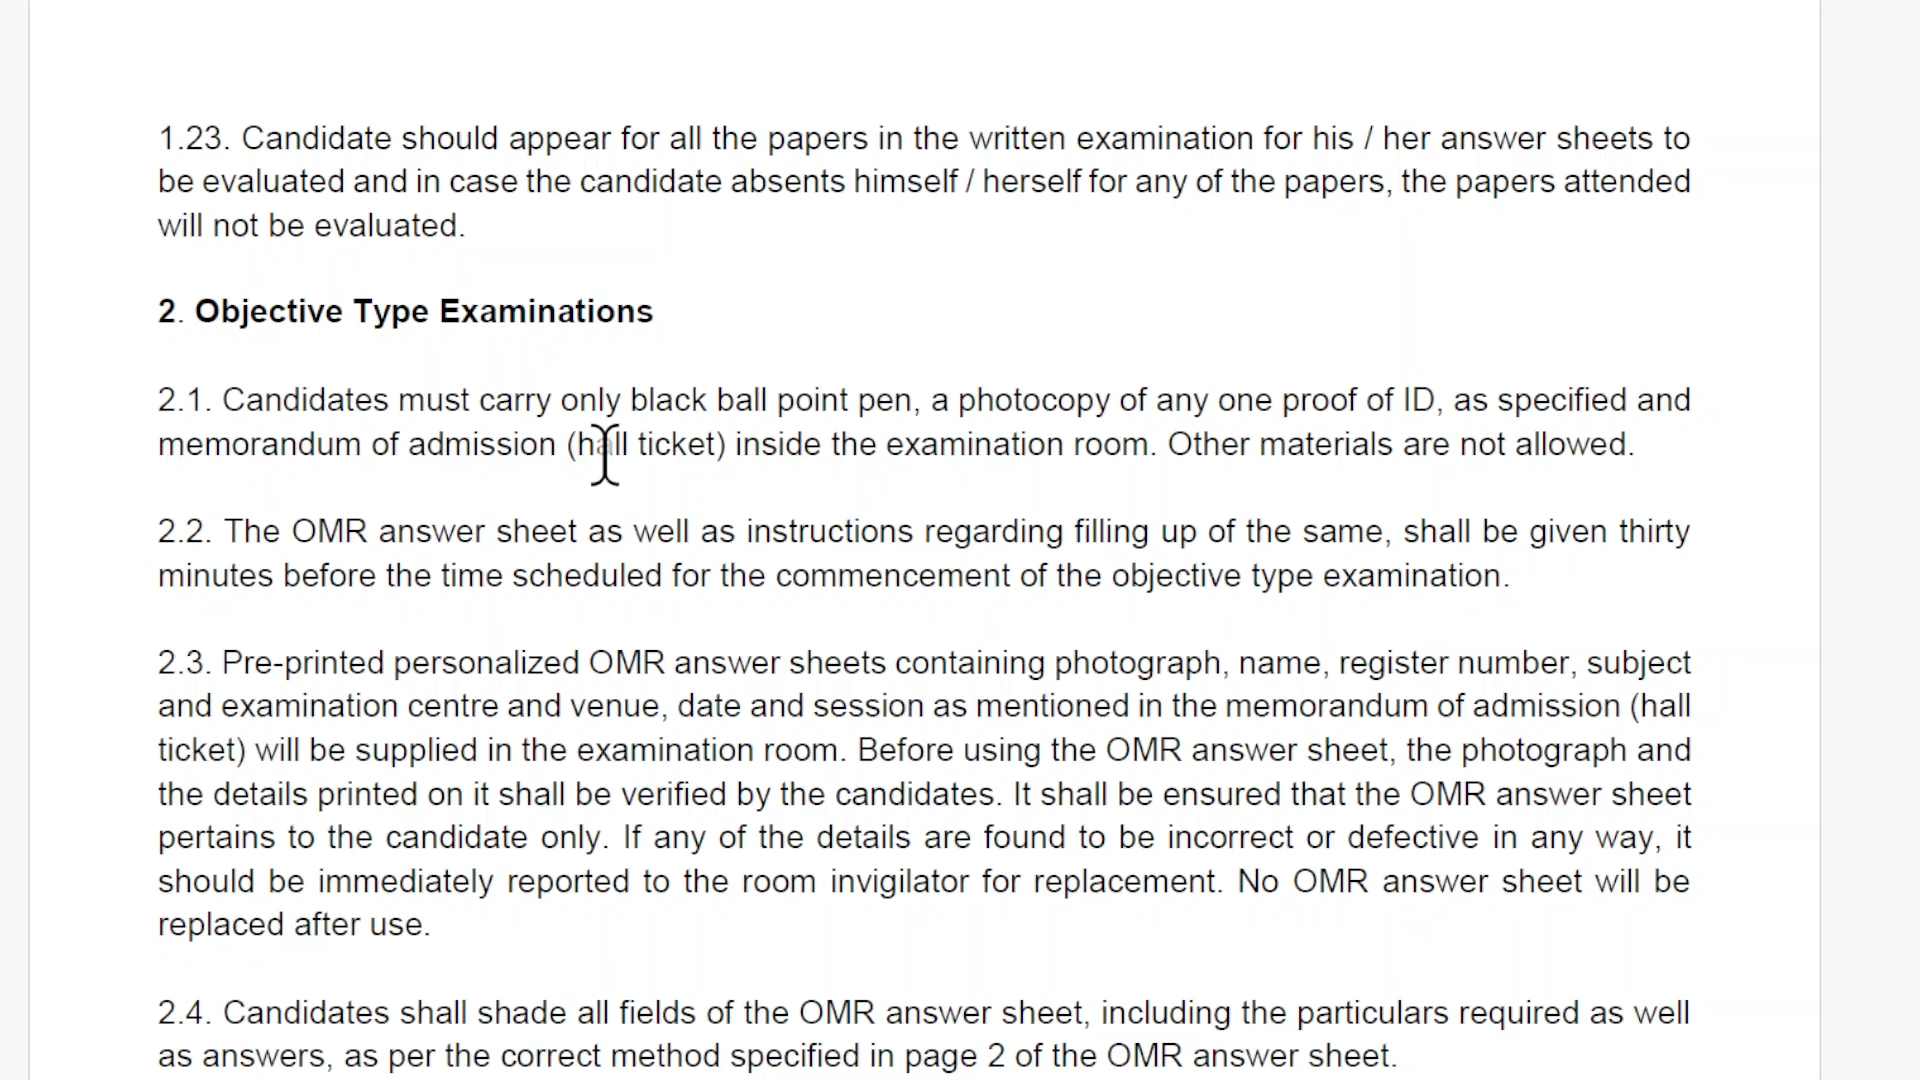 1.23. Candidate should appear for all the papers in the written examination for his / her answer sheets to
be evaluated and in case the candidate absents himself / herself for any of the papers, the papers attended
will not be evaluated.
2. Objective Type Examinations
2.1. Candidates must carry only black ball point pen, a photocopy of any one proof of ID, as specified and
memorandum of admission (hall ticket) inside the examination room. Other materials are not allowed.
2.2. The OMR answer sheet as well as instructions regarding filling up of the same, shall be given thirty
minutes before the time scheduled for the commencement of the objective type examination.
2.3. Pre-printed personalized OMR answer sheets containing photograph, name, register number, subject
and examination centre and venue, date and session as mentioned in the memorandum of admission (hall
ticket) will be supplied in the examination room. Before using the OMR answer sheet, the photograph and
the details printed on it shall be verified by the candidates. It shall be ensured that the OMR answer sheet
pertains to the candidate only. If any of the details are found to be incorrect or defective in any way, it
should be immediately reported to the room invigilator for replacement. No OMR answer sheet will be
replaced after use.
2.4. Candidates shall shade all fields of the OMR answer sheet, including the particulars required as well
as answers, as per the correct method specified in page 2 of the OMR answer sheet.